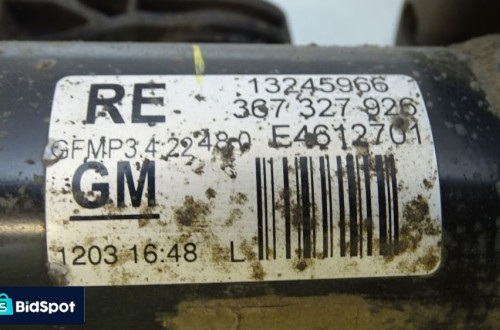 13245966
RE 367 327 926
GFMP3.4.2248-0 E4612701
GM
1203 16:48 L
BidSpot